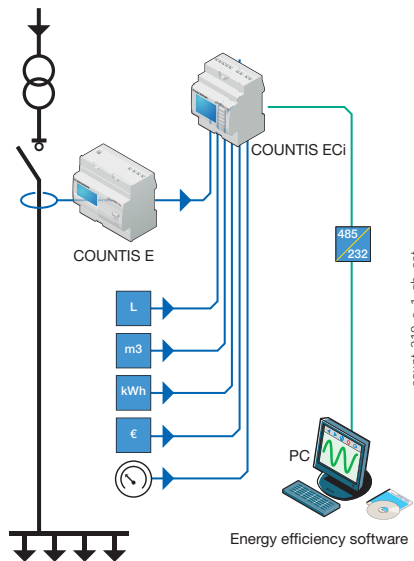 COUNTIS ECi
COUNTIS E
485
232
L
m3
kWh
€
PC
Energy efficiency software